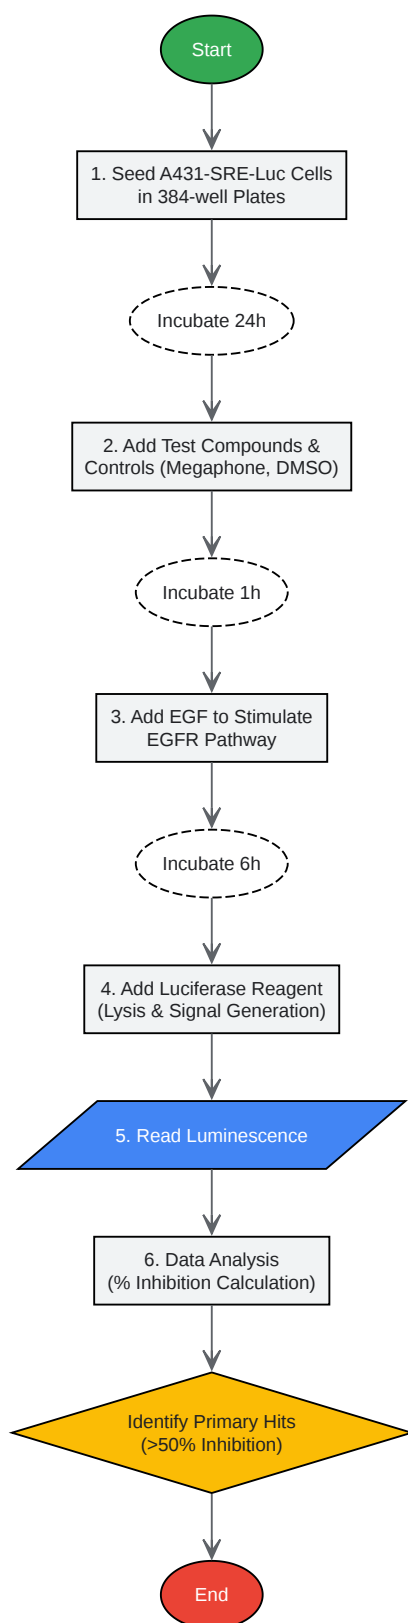 Start
1. Seed A431-SRE-Luc Cells
in 384-well Plates
Incubate 24h
2. Add Test Compounds &
Controls (Megaphone, DMSO)
Incubate 1h
3. Add EGF to Stimulate
EGFR Pathway
Incubate 6h
4. Add Luciferase Reagent
(Lysis & Signal Generation)
5. Read Luminescence
6. Data Analysis
(% Inhibition Calculation)
Identify Primary Hits
(>50% Inhibition)
End